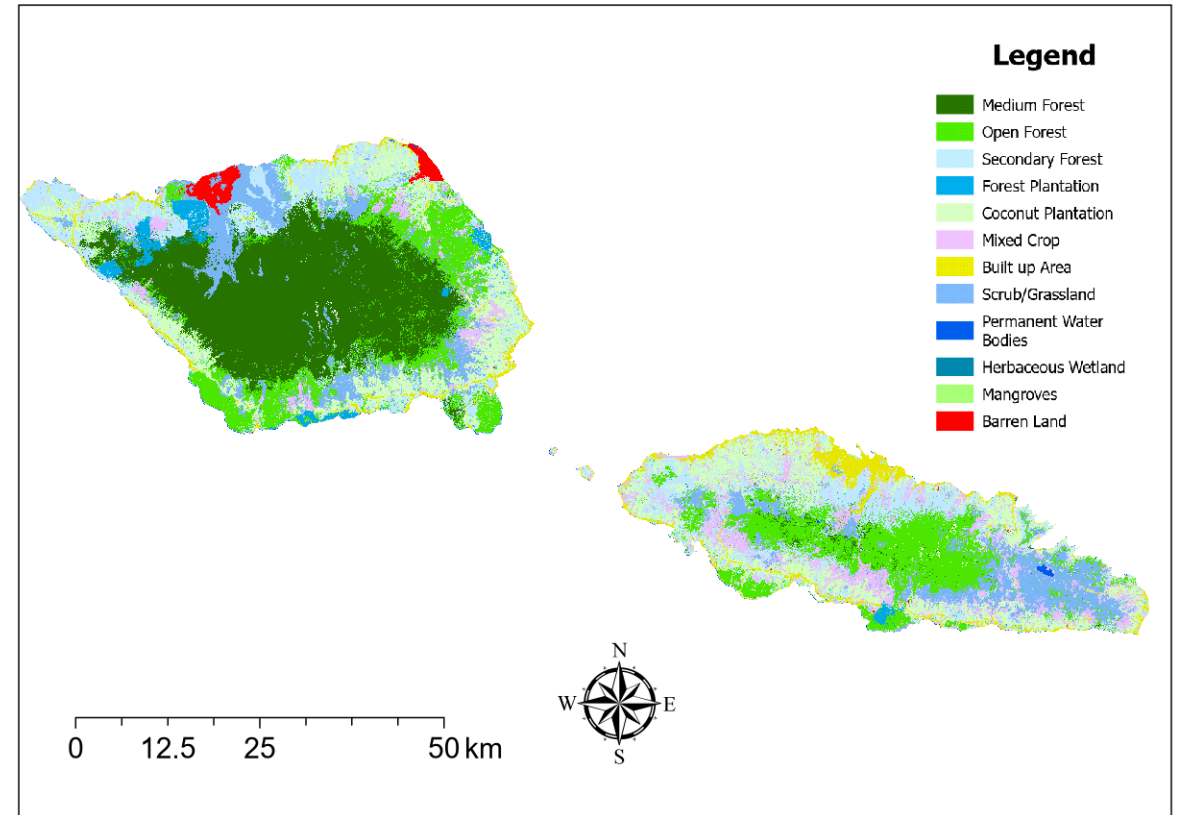 Legend
Medium Forest
Open Forest
Secondary Forest
Forest Plantation
Coconut Plantation
Mixed Crop
Built up Area
Scrub/Grassland
Permanent Water
Bodies
Herbaceous Wetland
Mangroves
Barren Land
N
W E
S
0 12.5 25 50 km